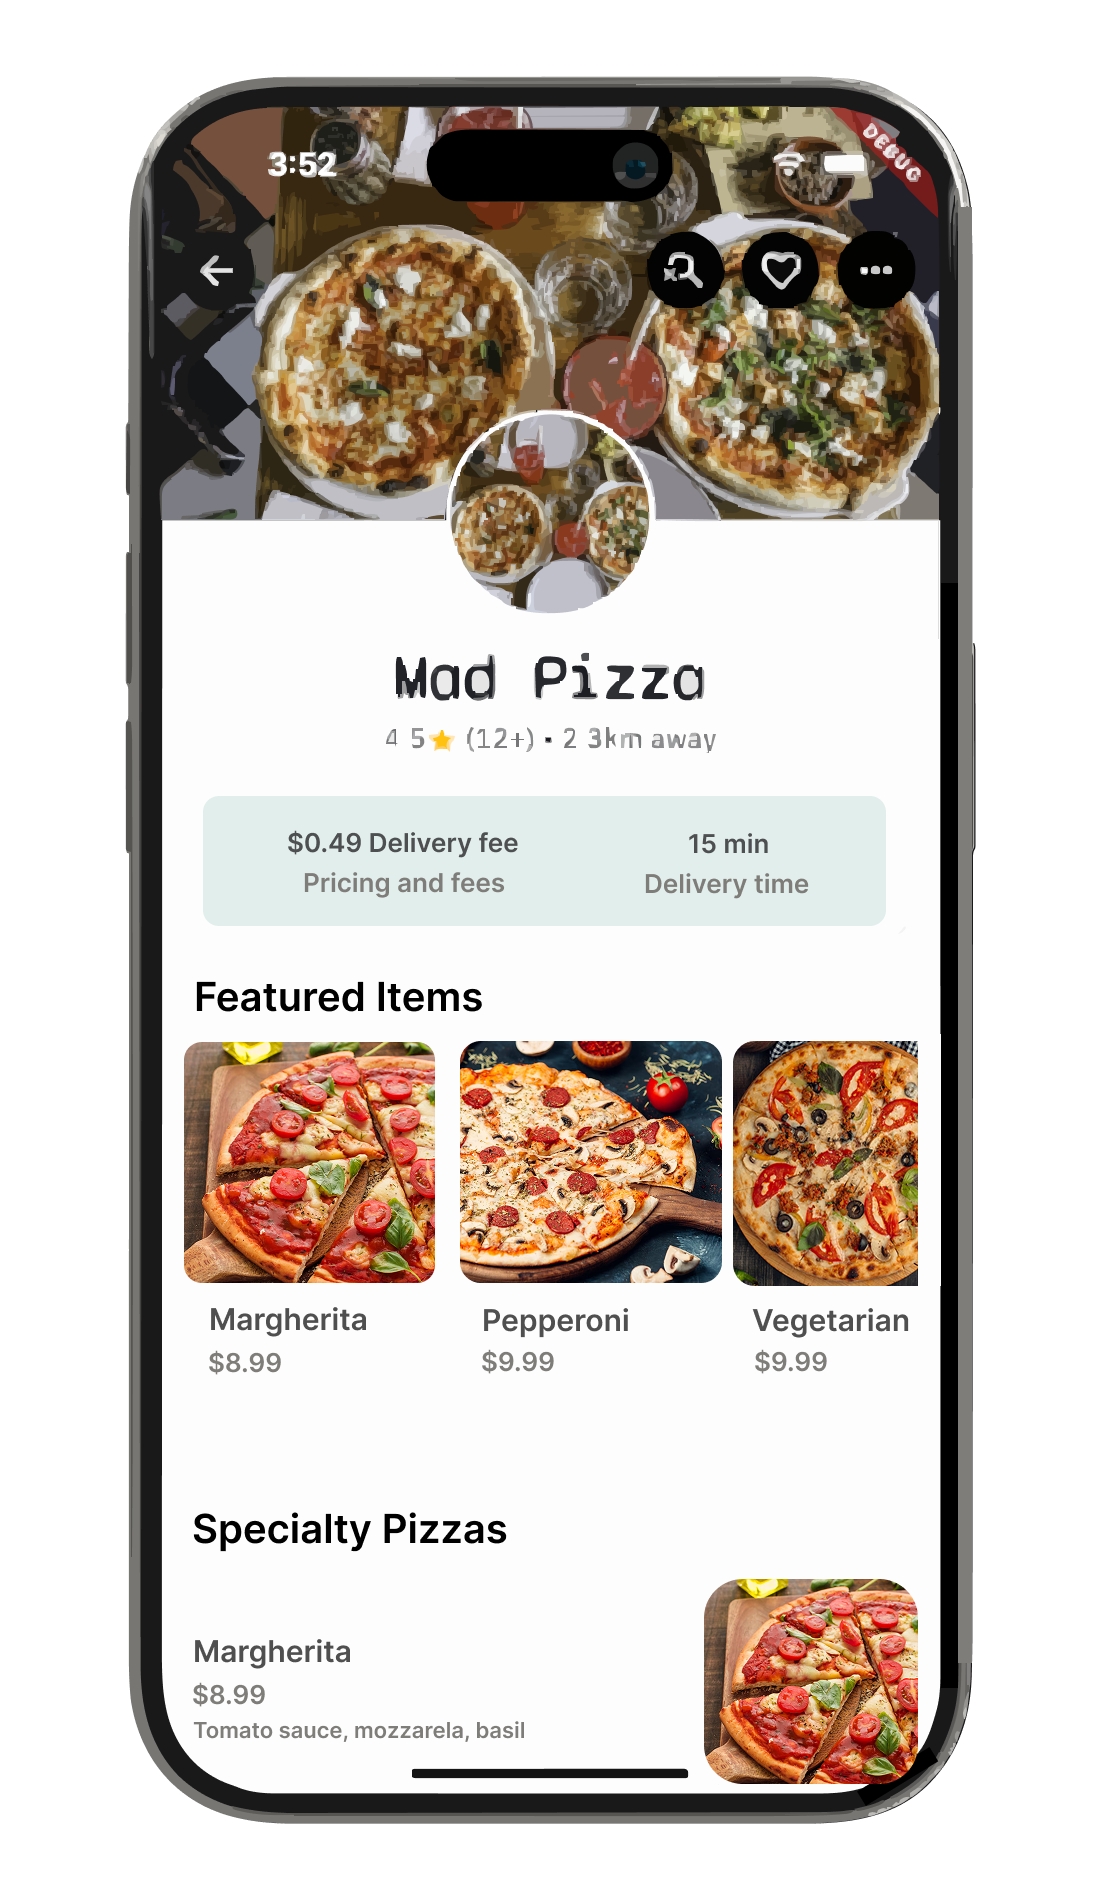 3:52
DEBUG
Mad Pizza
4 5⭐ (12+) • 2 3km away
$0.49 Delivery fee
15 min
Pricing and fees
Delivery time
Featured Items
Margherita
Pepperoni
Vegetarian
$8.99
$9.99
$9.99
Specialty Pizzas
Margherita
$8.99
Tomato sauce, mozzarela, basil